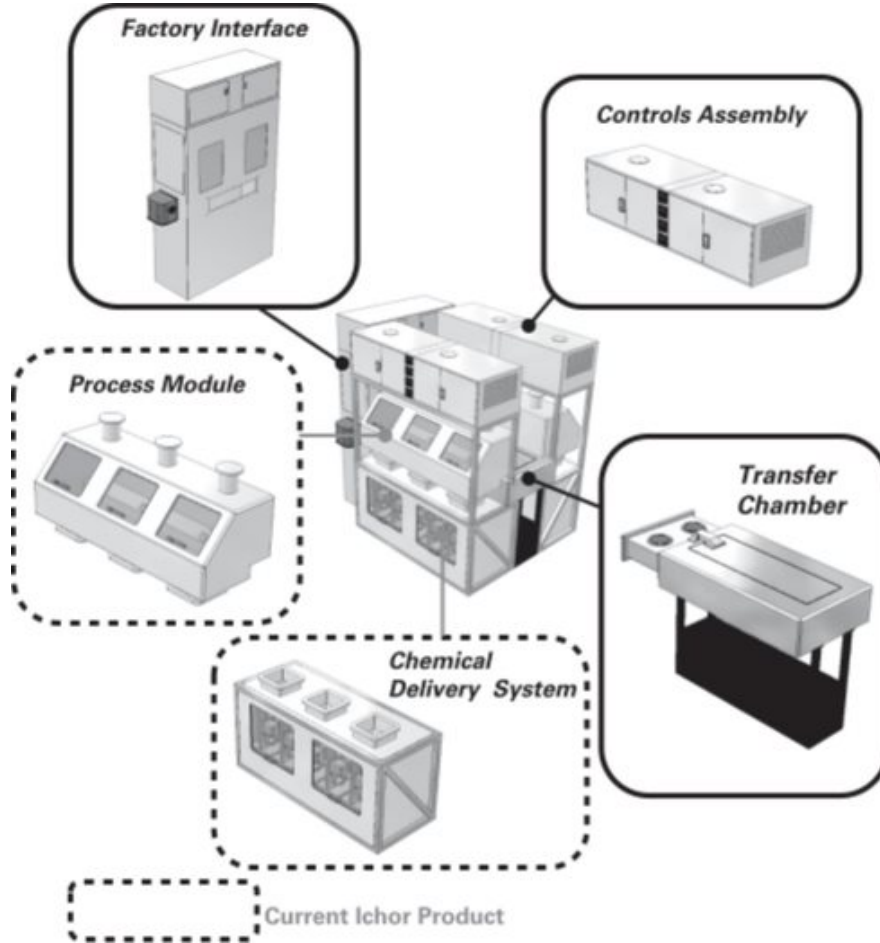 Factory Interface
Controls Assembly
Process Module
Transfer
Chamber
Chemical
Delivery System
Current Ichor Product